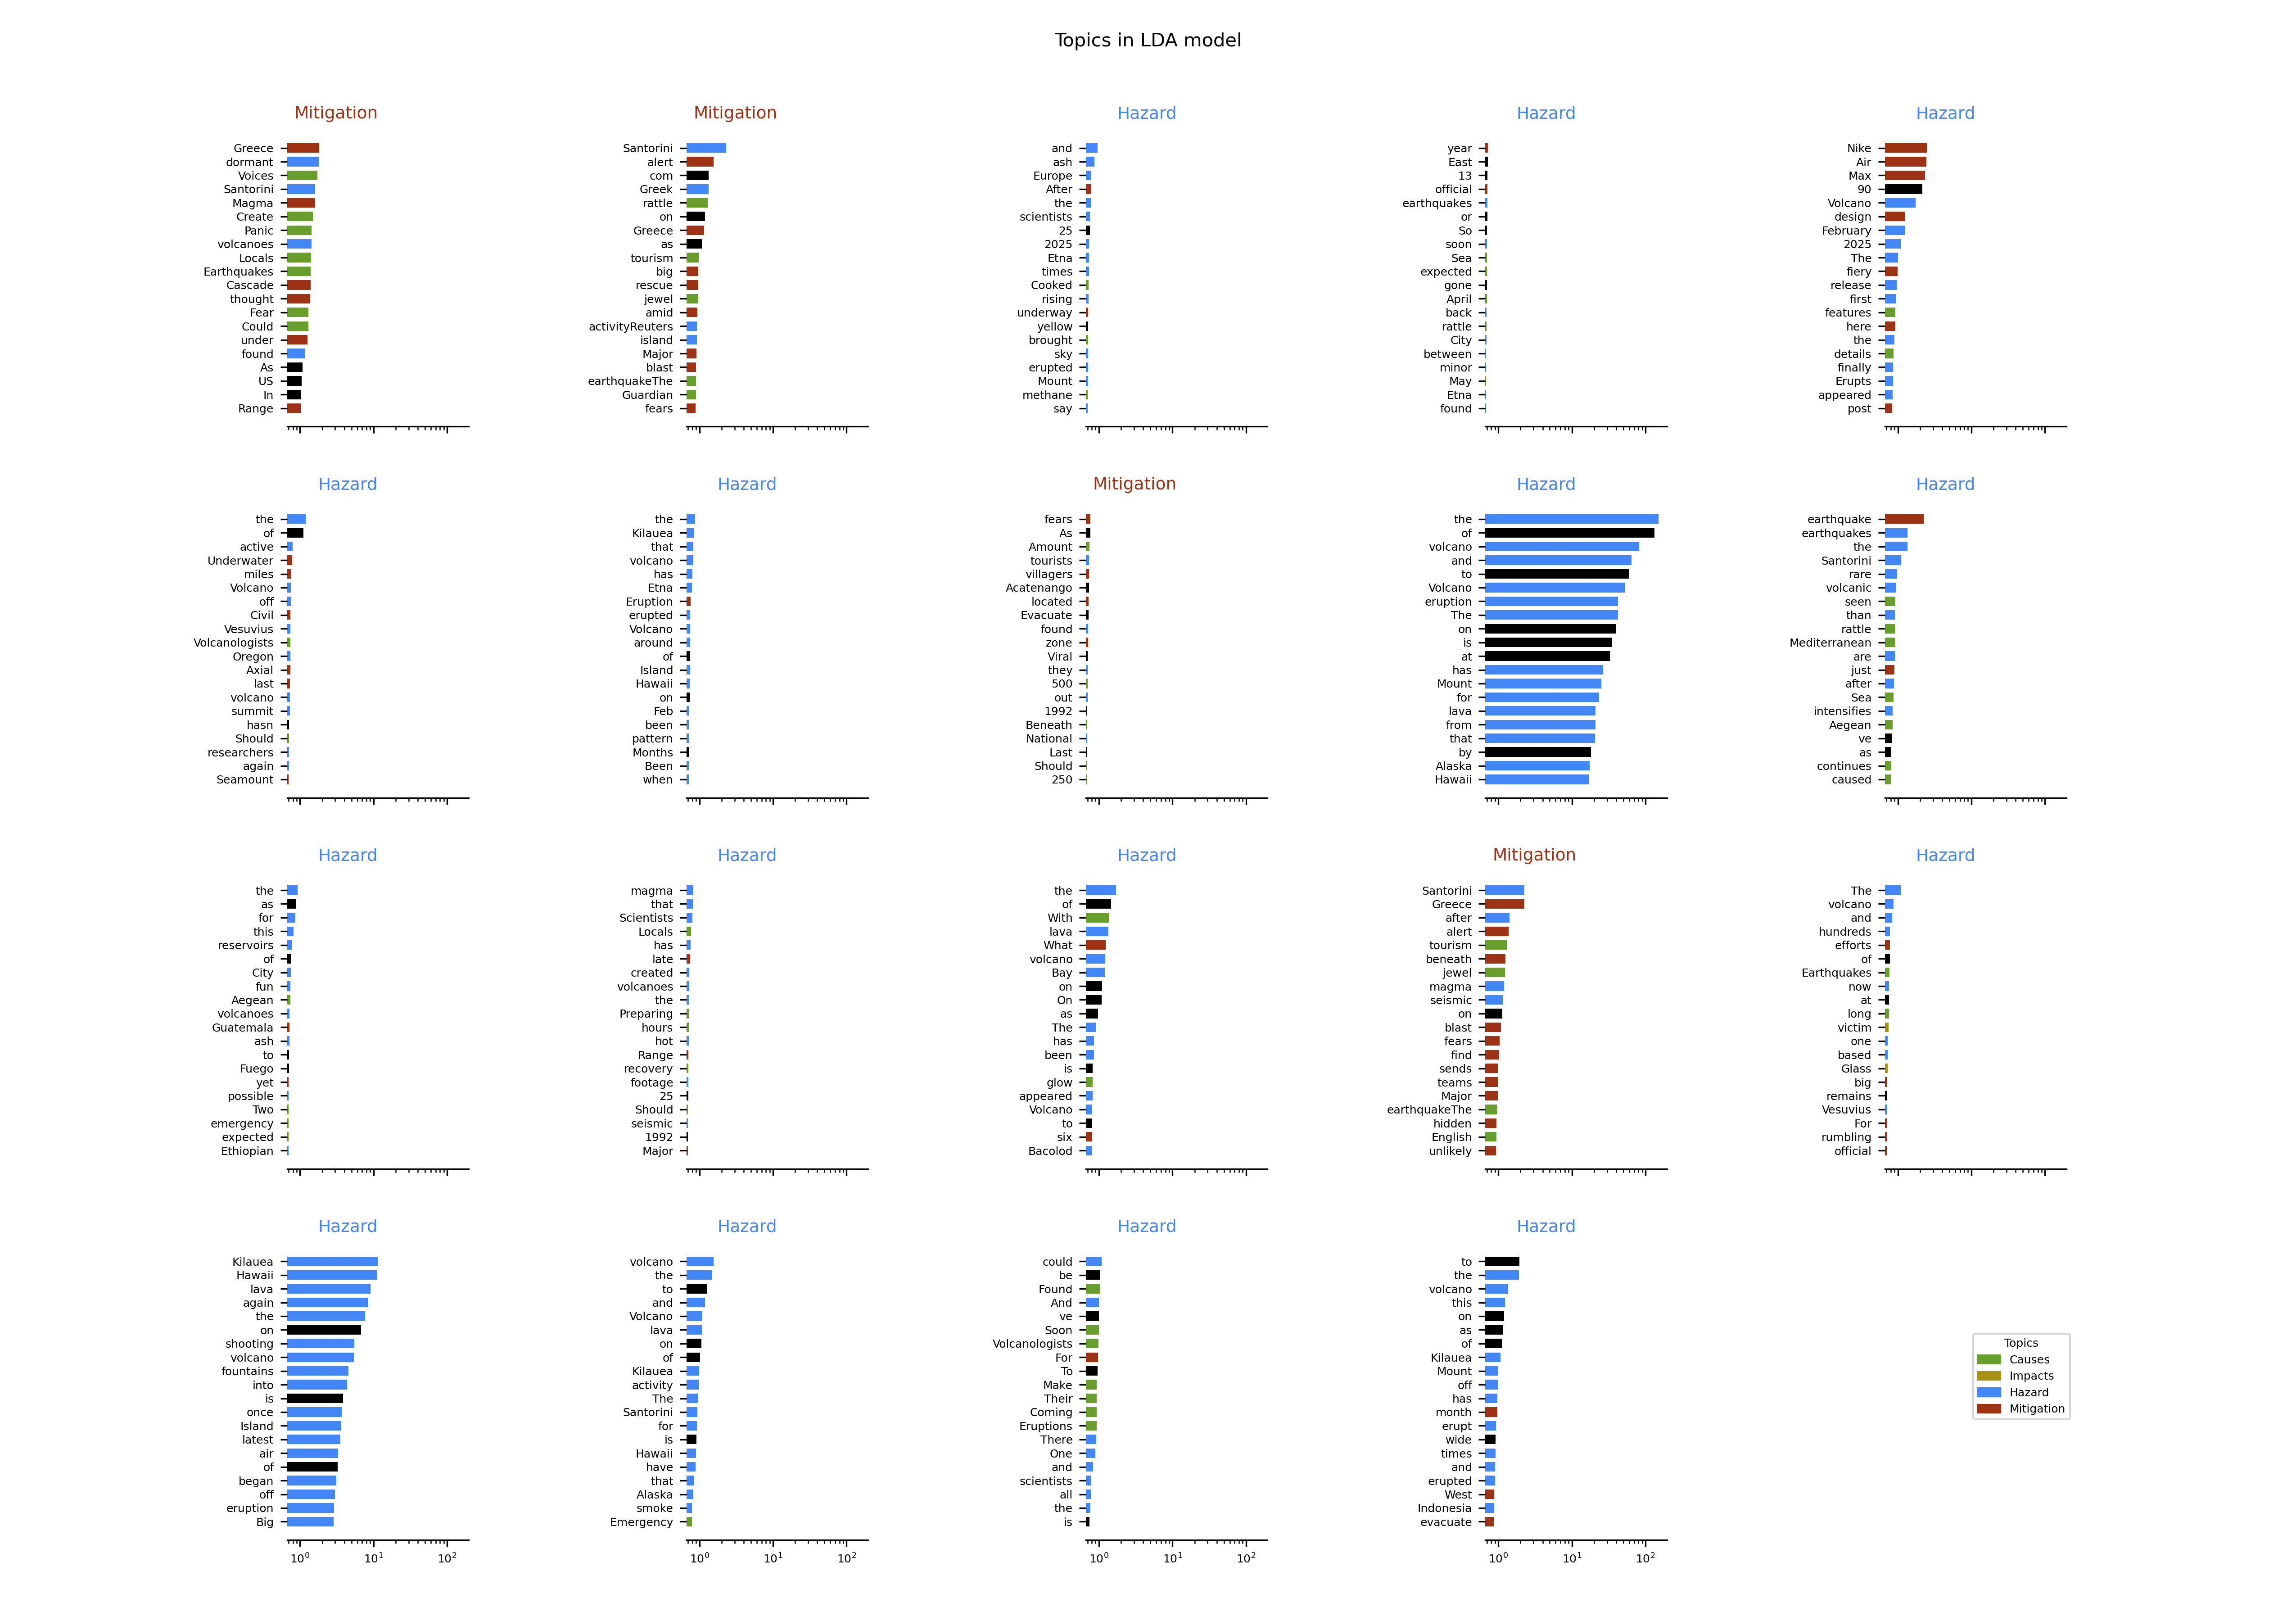 Topics in LDA model
Mitigation
Greece
dormant
Voices
Santorini
Magma
Create
Panic
volcanoes
Locals
Earthquakes
Cascade
thought
Fear
Could
under
found
As
US
In
Range
Mitigation
Santorini
alert
com
Greek
rattle
on
Greece
as
tourism
big
rescue
jewel
amid
activityReuters
island
Major
blast
earthquakeThe
Guardian
fears
Hazard
and
ash
Europe
After
the
scientists
25
2025
Etna
times
Cooked
rising
underway
yellow
brought
sky
erupted
Mount
methane
say
Hazard
year
East
13
official
earthquakes
or
So
soon
Sea
expected
gone
April
back
rattle
City
between
minor
May
Etna
found
Hazard
Nike
Air
Max
90
Volcano
design
February
2025
The
fiery
release
first
features
here
the
details
finally
Erupts
appeared
post
Hazard
the
of
active
Underwater
miles
Volcano
off
Civil
Vesuvius
Volcanologists
Oregon
Axial
last
volcano
summit
hasn
Should
researchers
again
Seamount
Hazard
the
Kilauea
that
volcano
has
Etna
Eruption
erupted
Volcano
around
of
Island
Hawaii
on
Feb
been
pattern
Months
Been
when
Mitigation
fears
As
Amount
tourists
villagers
Acatenango
located
Evacuate
found
zone
Viral
they
500
out
1992
Beneath
National
Last
Should
250
Hazard
the
of
volcano
and
to
Volcano
eruption
The
on
is
at
has
Mount
for
lava
from
that
by
Alaska
Hawaii
Hazard
earthquake
earthquakes
the
Santorini
rare
volcanic
seen
than
rattle
Mediterranean
are
just
after
Sea
intensifies
Aegean
ve
as
continues
caused
Hazard
the
as
for
this
reservoirs
of
City
fun
Aegean
volcanoes
Guatemala
ash
to
Fuego
yet
possible
Two
emergency
expected
Ethiopian
Hazard
magma
that
Scientists
Locals
has
late
created
volcanoes
the
Preparing
hours
hot
Range
recovery
footage
25
Should
seismic
1992
Major
Hazard
the
of
With
lava
What
volcano
Bay
on
On
as
The
has
been
is
glow
appeared
Volcano
to
six
Bacolod
Mitigation
Santorini
Greece
after
alert
tourism
beneath
jewel
magma
seismic
on
blast
fears
find
sends
teams
Major
earthquakeThe
hidden
English
unlikely
Hazard
The
volcano
and
hundreds
efforts
of
Earthquakes
now
at
long
victim
one
based
Glass
big
remains
Vesuvius
For
rumbling
official
Hazard
Kilauea
Hawaii
lava
again
the
on
shooting
volcano
fountains
into
is
once
Island
latest
air
of
began
off
eruption
Big
10⁰ 10¹ 10²
Hazard
volcano
the
to
and
Volcano
lava
on
of
Kilauea
activity
The
Santorini
for
is
Hawaii
have
that
Alaska
smoke
Emergency
10⁰ 10¹ 10²
Hazard
could
be
Found
And
ve
Soon
Volcanologists
For
To
Make
Their
Coming
Eruptions
There
One
and
scientists
all
the
is
10⁰ 10¹ 10²
Hazard
to
the
volcano
this
on
as
of
Kilauea
Mount
off
has
month
erupt
wide
times
and
erupted
West
Indonesia
evacuate
10⁰ 10¹ 10²
Topics
Causes
Impacts
Hazard
Mitigation